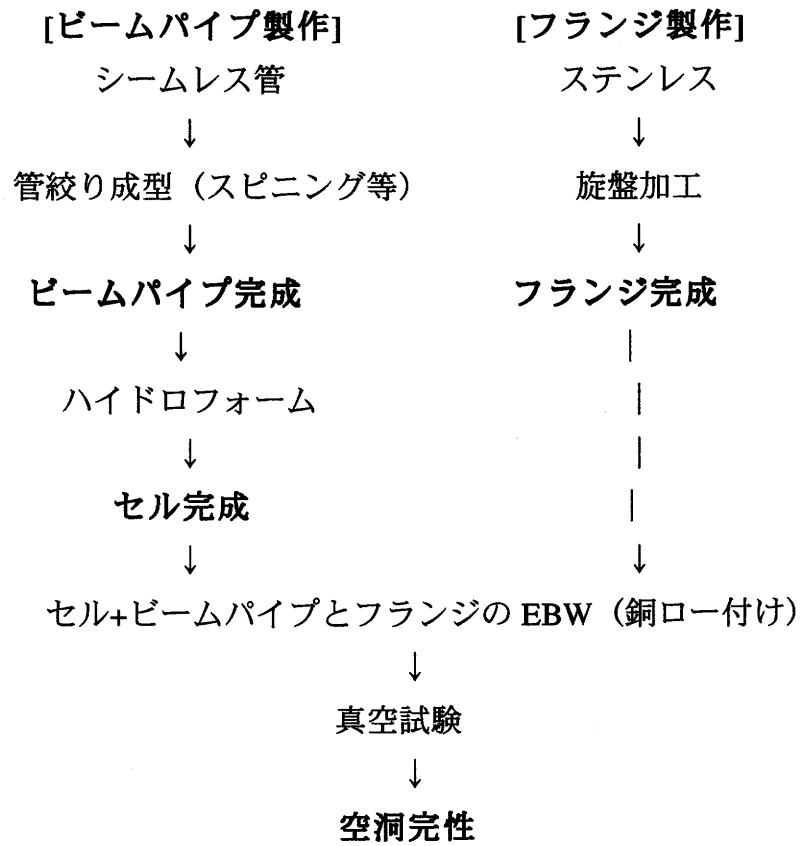 [ビームパイプ製作] [フランジ製作]
シームレス管 ステンレス
↓ ↓
管絞り成型（スピニング等） 旋盤加工
↓ ↓
ビームパイプ完成 フランジ完成
↓ |
ハイドロフォーム |
↓ |
セル完成 |
↓ ↓
セル+ビームパイプとフランジの EBW（銅ロー付け）
↓
真空試験
↓
空洞完性